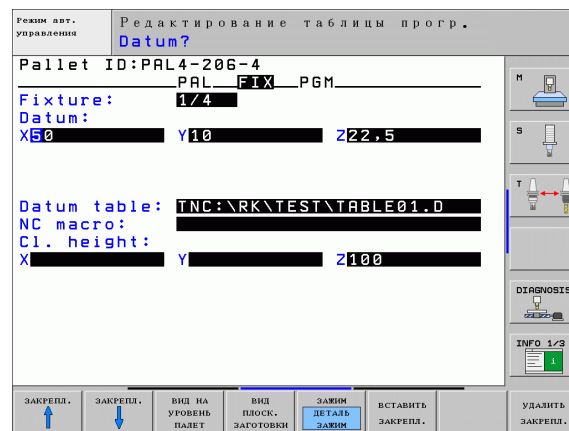 Режим авт.
управления
Редактирование таблицы прогр.
Datum?
Pallet ID:PAL4-206-4
PAL FIX PGM
Fixture: 1/4
Datum:
X50 Y10 Z22,5
Datum table: TNC:\RK\TEST\TABLE01.D
NC macro:
Cl. height:
X Y Z100
M
S
T
DIAGNOSIS
INFO 1/3
ЗАКРЕПЛ.
ЗАКРЕПЛ.
ВИД НА
УРОВЕНЬ
ПАЛЕТ
ВИД
ПЛОСК.
ЗАГОТОВКИ
ЗАЖИМ
ДЕТАЛЬ
ЗАЖИМ
ВСТАВИТЬ
ЗАКРЕПЛ.
УДАЛИТЬ
ЗАКРЕПЛ.